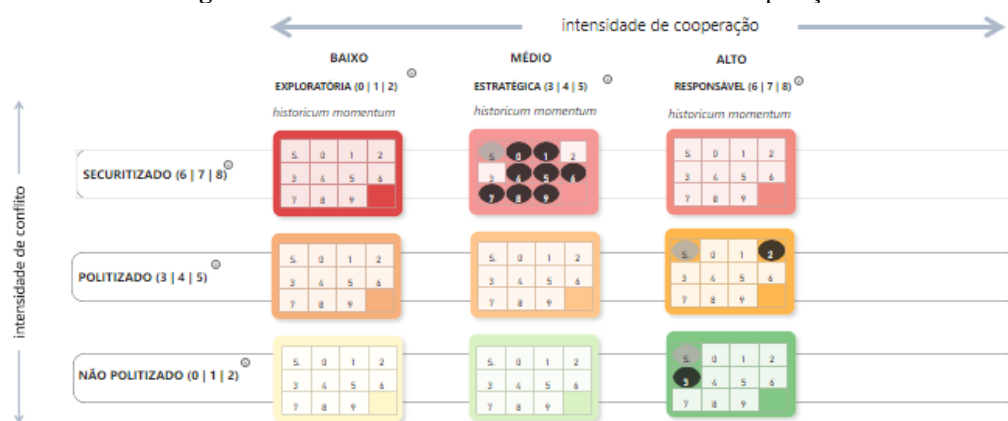 intensidade de cooperação
BAIXO MÉDIO ALTO
EXPLORATÓRIA (0 | 1 | 2) ESTRATÉGICA (3 | 4 | 5) RESPONSÁVEL (6 | 7 | 8)
historicum momentum historicum momentum historicum momentum
intensidade de conflito
SECURITIZADO (6 | 7 | 8)
S. 0 1 2 S. 0 1 2 S. 0 1 2
3 4 5 6 3 4 5 6 3 4 5 6
7 8 9 7 8 9 7 8 9
POLITIZADO (3 | 4 | 5)
S. 0 1 2 S. 0 1 2 S. 0 1 2
3 4 5 6 3 4 5 6 3 4 5 6
7 8 9 7 8 9 7 8 9
NÃO POLITIZADO (0 | 1 | 2)
S. 0 1 2 S. 0 1 2 S. 0 1 2
3 4 5 6 3 4 5 6 3 4 5 6
7 8 9 7 8 9 7 8 9